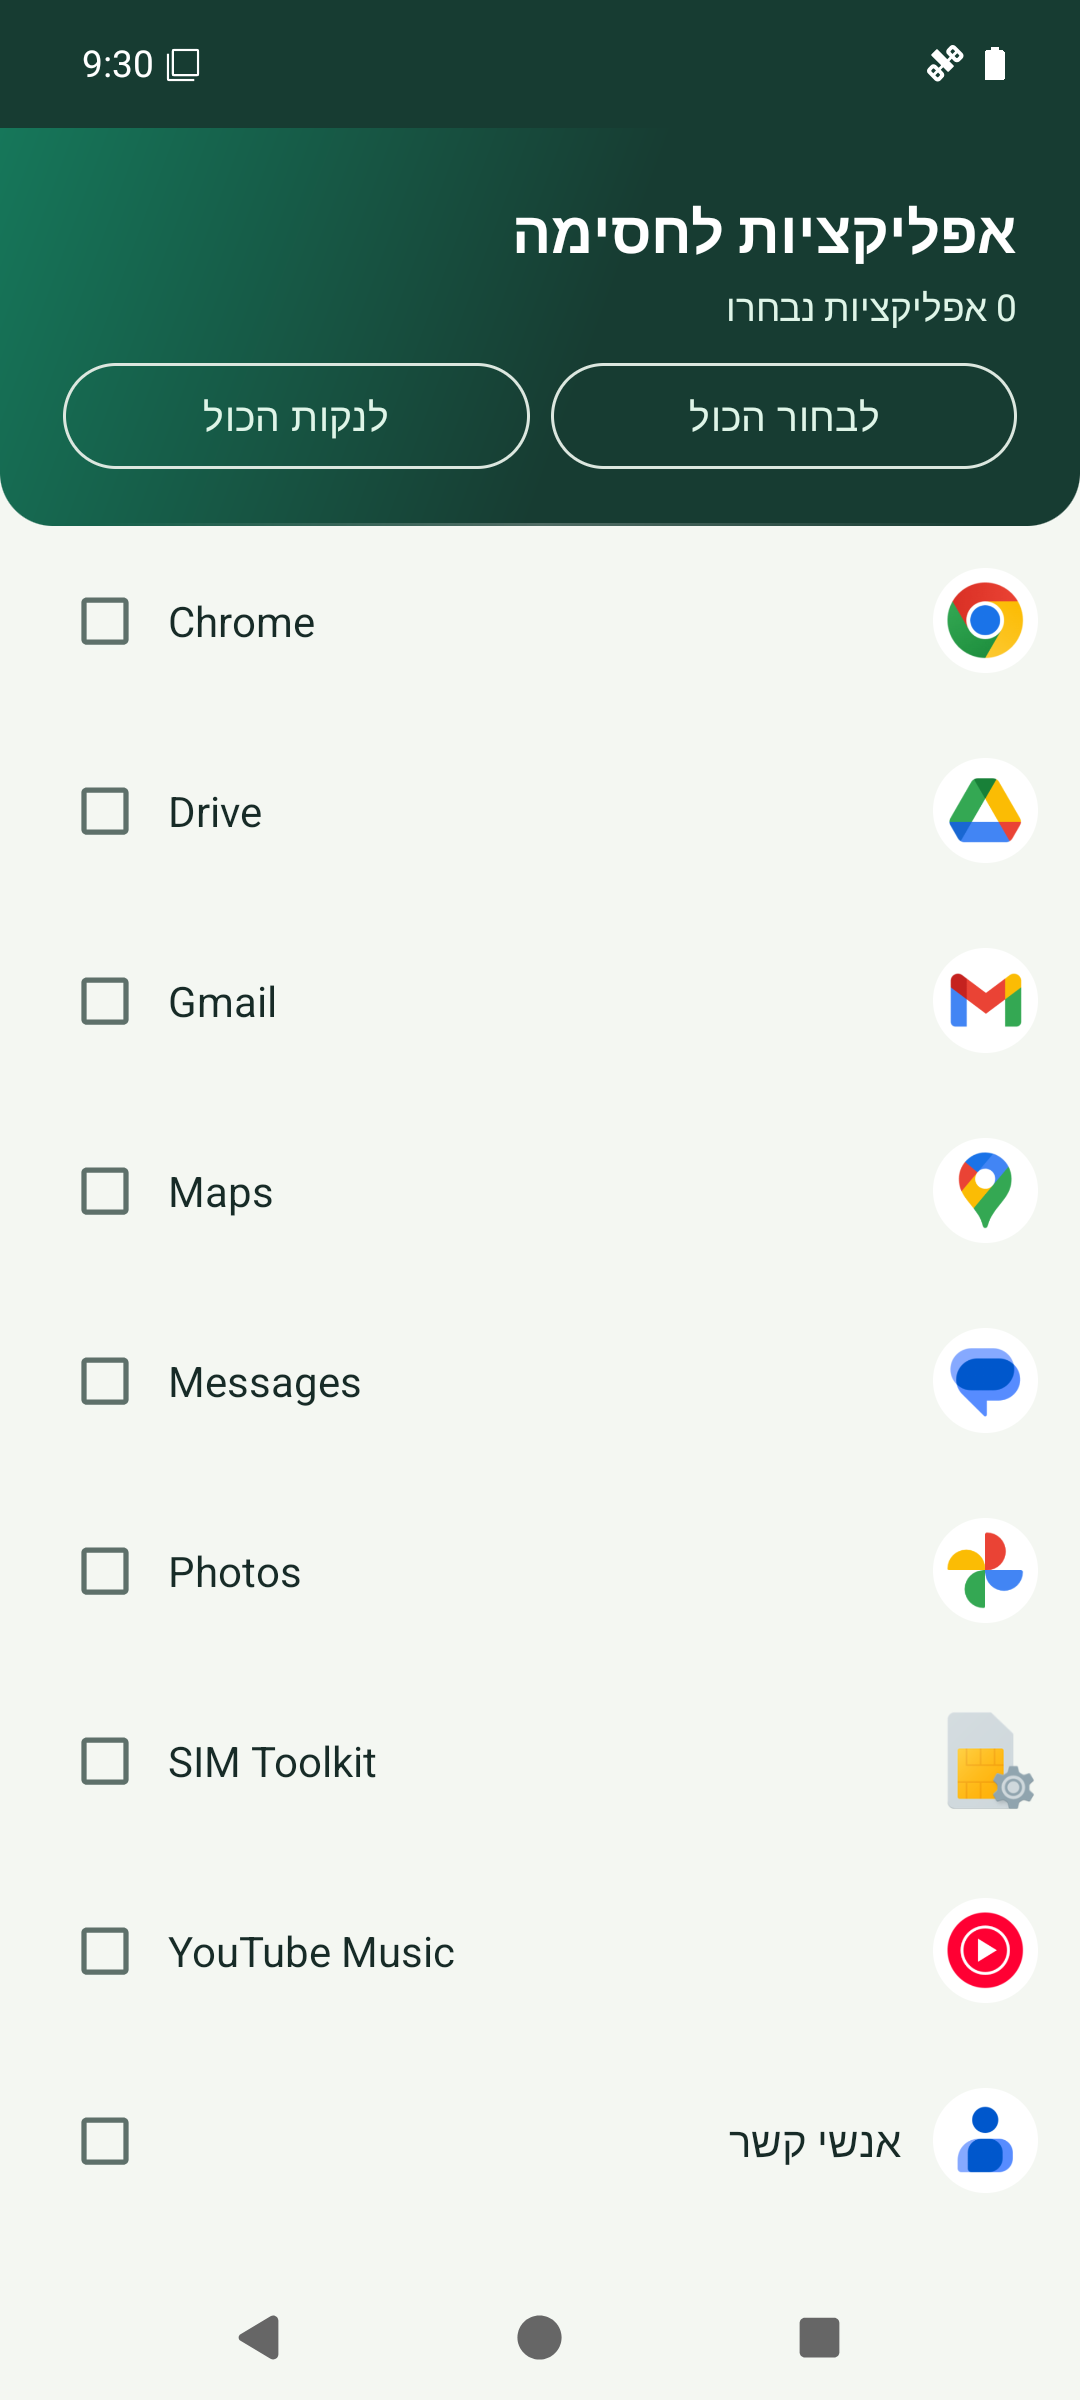 9:30
אפליקציות לחסימה
0 אפליקציות נבחרו
לבחור הכול
לנקות הכול
Chrome
Drive
Gmail
Maps
Messages
Photos
SIM Toolkit
YouTube Music
אנשי קשר